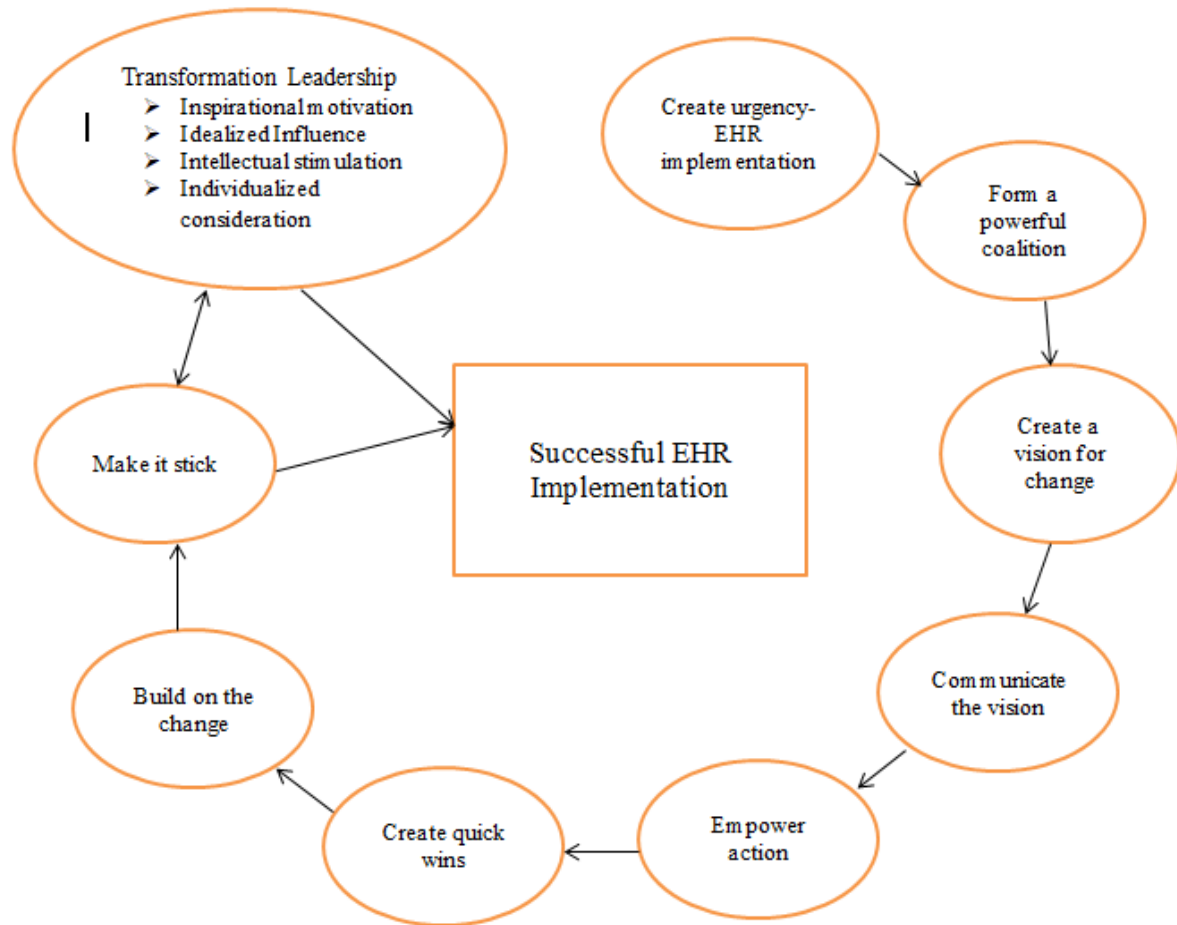 Transformation Leadership
➢ Inspirational motivation
➢ Idealized Influence
➢ Intellectual stimulation
➢ Individualized
consideration
Create urgency-
EHR
implementation
Form a
powerful
coalition
Create a
vision for
change
Communicate
the vision
Empower
action
Create quick
wins
Build on the
change
Make it stick
Successful EHR
Implementation